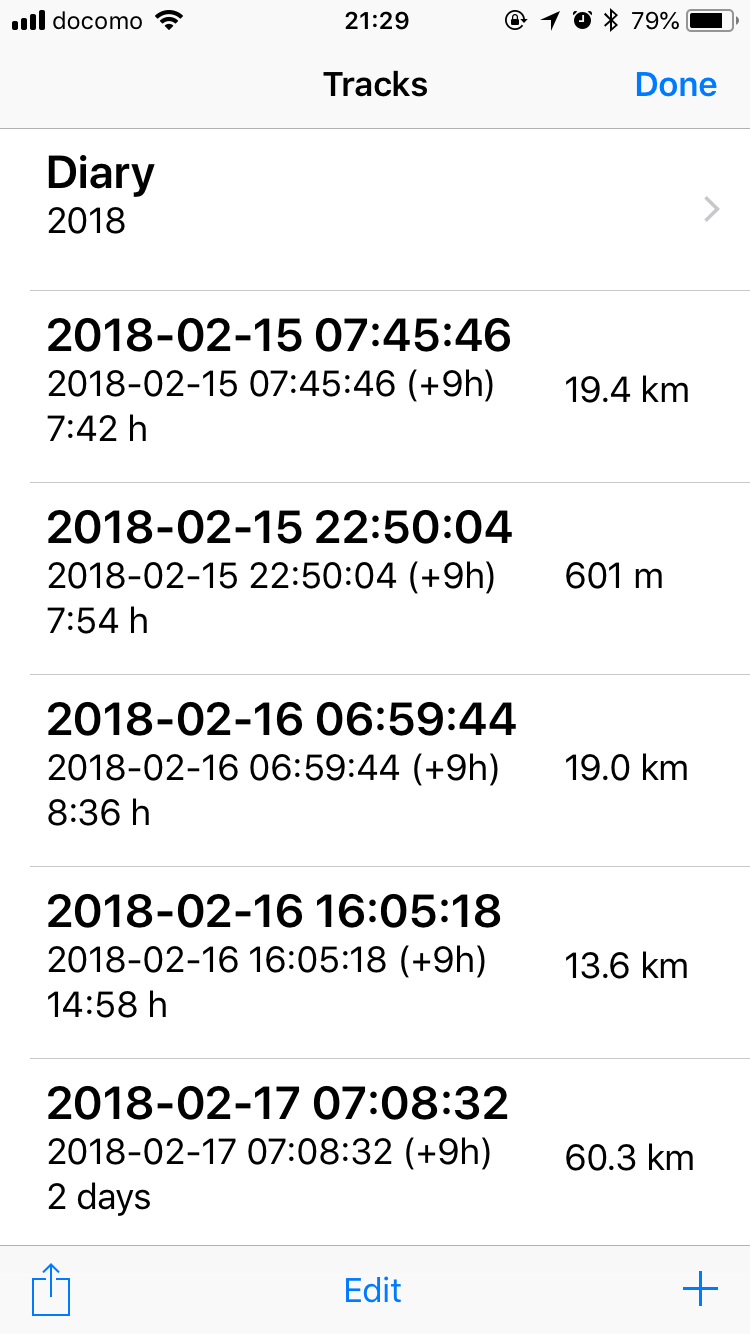 docomo 21:29 79%
Tracks Done
Diary
2018
2018-02-15 07:45:46
2018-02-15 07:45:46 (+9h) 19.4 km
7:42 h
2018-02-15 22:50:04
2018-02-15 22:50:04 (+9h) 601 m
7:54 h
2018-02-16 06:59:44
2018-02-16 06:59:44 (+9h) 19.0 km
8:36 h
2018-02-16 16:05:18
2018-02-16 16:05:18 (+9h) 13.6 km
14:58 h
2018-02-17 07:08:32
2018-02-17 07:08:32 (+9h) 60.3 km
2 days
Edit